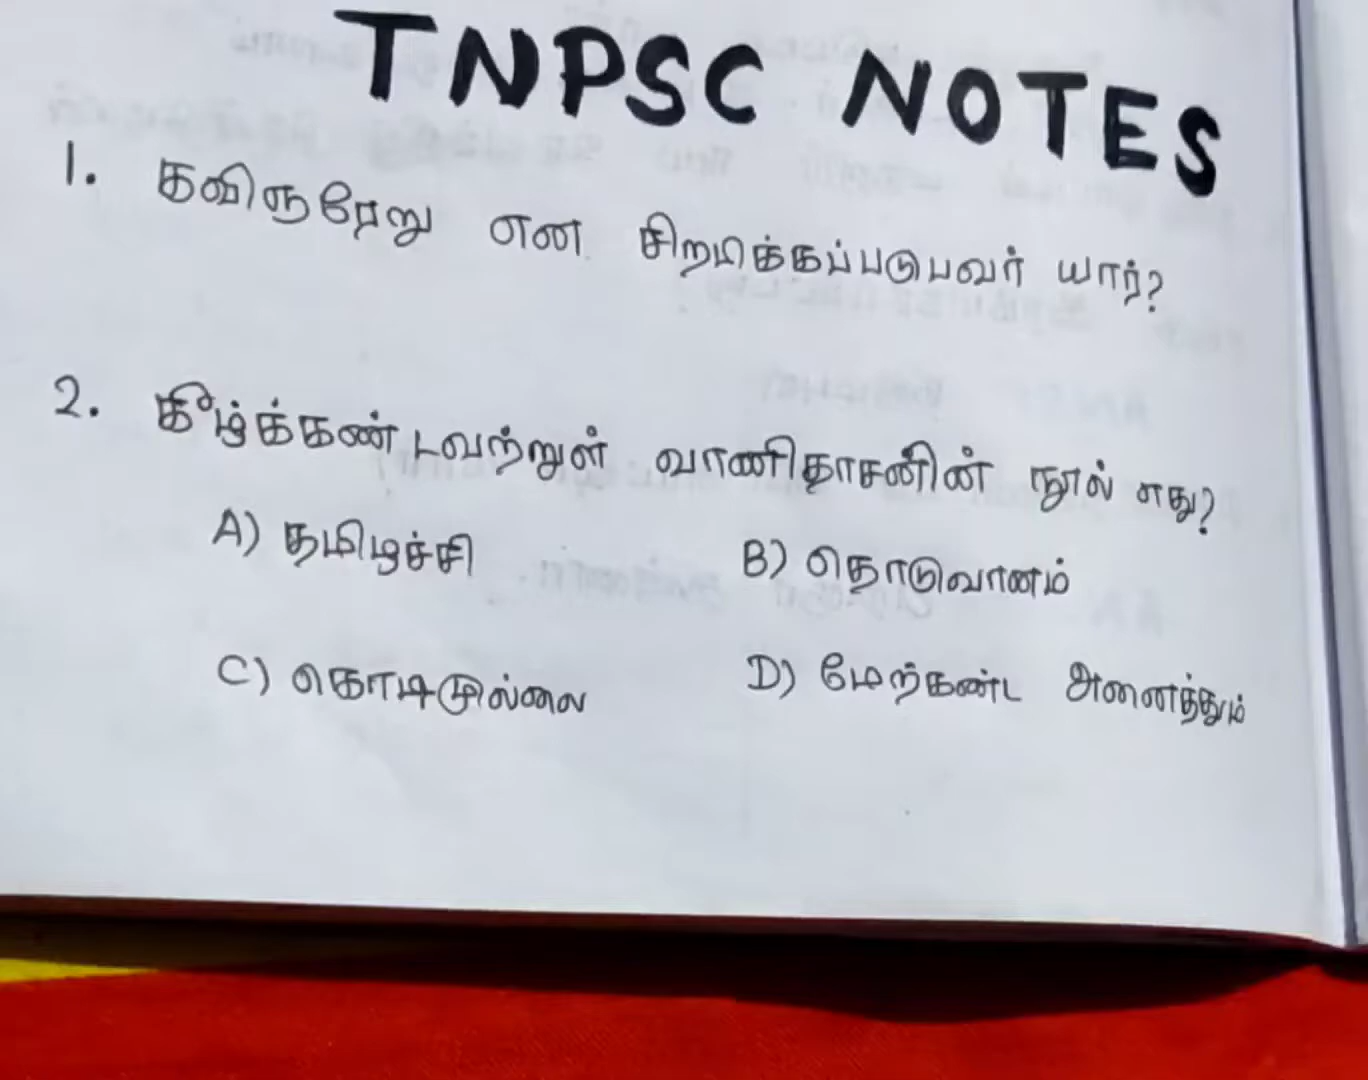 TNPSC NOTES
1. கவிஞரேறு என சிறப்பிக்கப்படுபவர் யார்?
2. கீழ்க்கண்டவற்றுள் வாணிதாசனின் நூல் எது?
A) தமிழச்சி B) தொடுவானம்
C) கொடிமுல்லை D) மேற்கண்ட அனைத்தும்